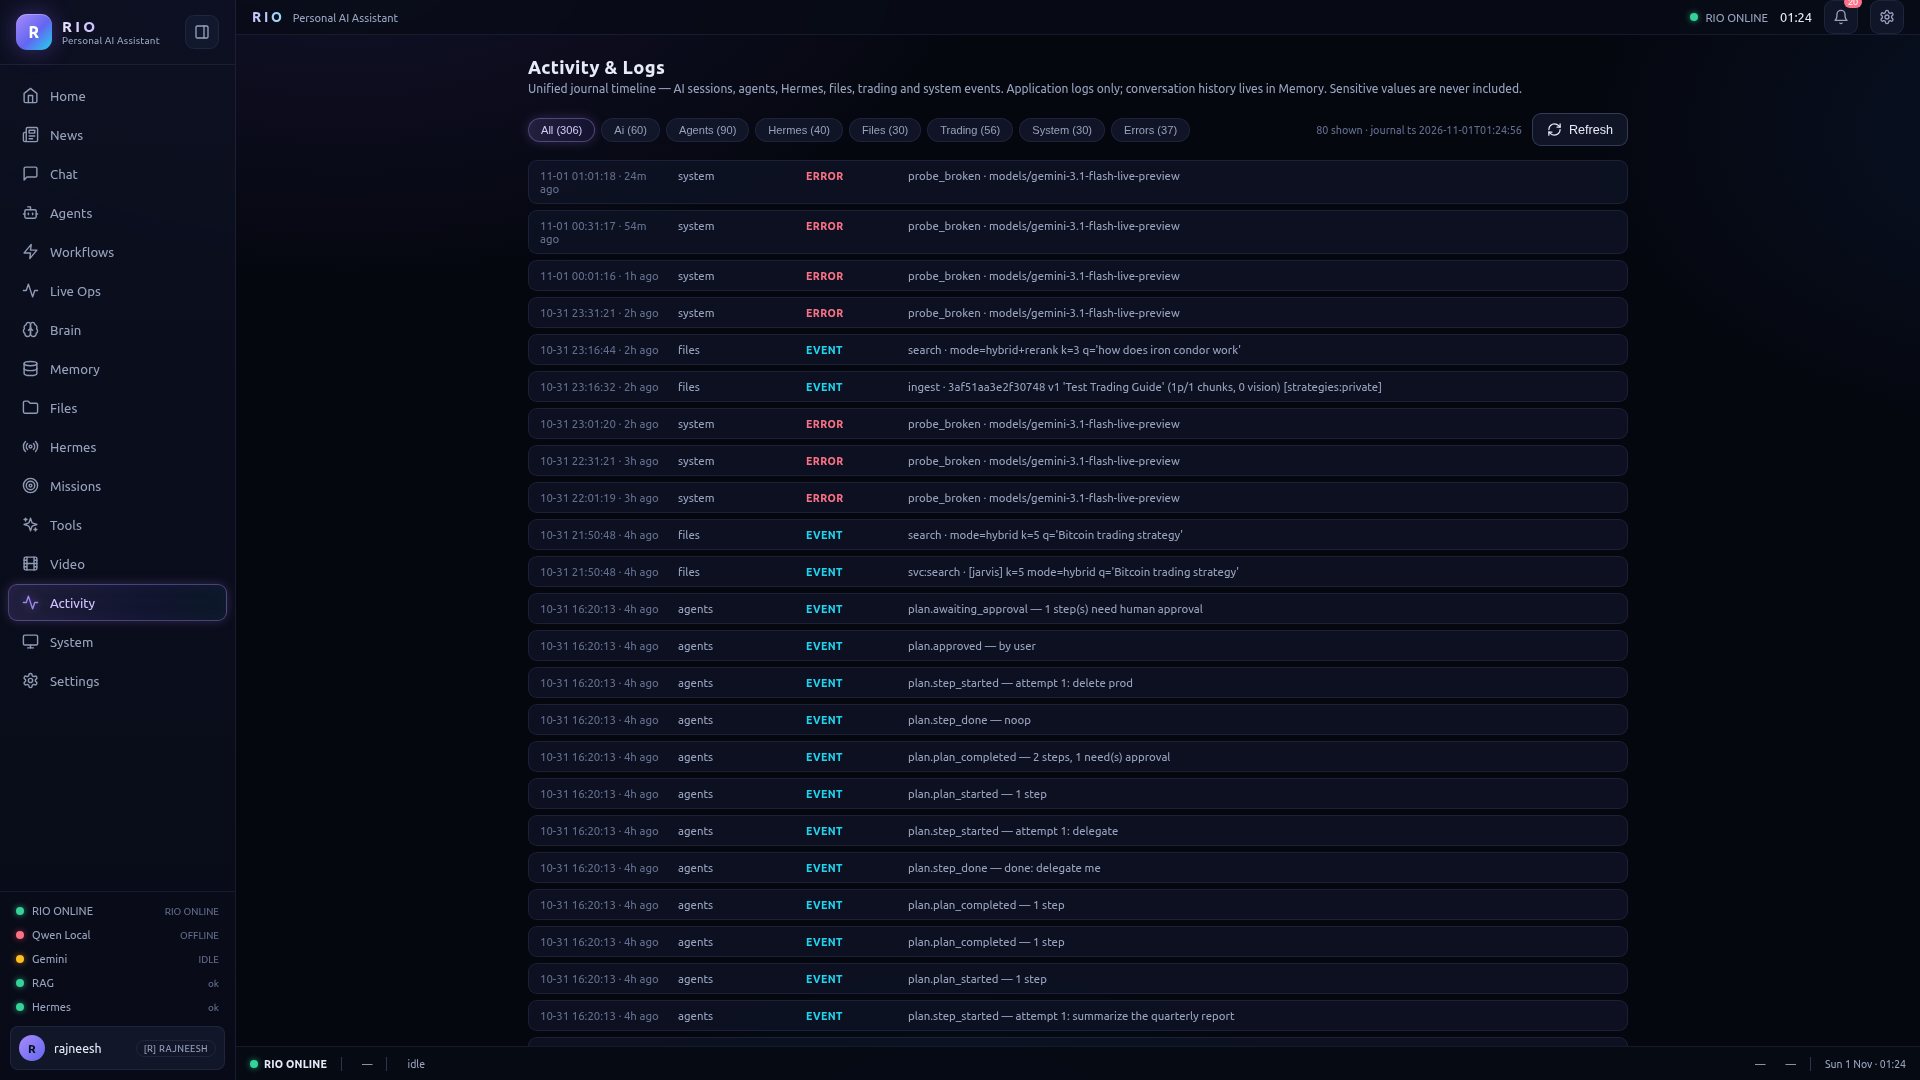 R
RIO
Personal AI Assistant
Home
News
Chat
Agents
Workflows
Live Ops
Brain
Memory
Files
Hermes
Missions
Tools
Video
Activity
System
Settings
RIO ONLINE RIO ONLINE
Qwen Local OFFLINE
Gemini IDLE
RAG ok
Hermes ok
R rajneesh [R] RAJNEESH
RIO Personal AI Assistant
RIO ONLINE 01:24 20
Activity & Logs
Unified journal timeline — AI sessions, agents, Hermes, files, trading and system events. Application logs only; conversation history lives in Memory. Sensitive values are never included.
All (306) Ai (60) Agents (90) Hermes (40) Files (30) Trading (56) System (30) Errors (37) 80 shown · journal ts 2026-11-01T01:24:56 Refresh
11-01 01:01:18 · 24m ago system ERROR probe_broken · models/gemini-3.1-flash-live-preview
11-01 00:31:17 · 54m ago system ERROR probe_broken · models/gemini-3.1-flash-live-preview
11-01 00:01:16 · 1h ago system ERROR probe_broken · models/gemini-3.1-flash-live-preview
10-31 23:31:21 · 2h ago system ERROR probe_broken · models/gemini-3.1-flash-live-preview
10-31 23:16:44 · 2h ago files EVENT search · mode=hybrid+rerank k=3 q='how does iron condor work'
10-31 23:16:32 · 2h ago files EVENT ingest · 3af51aa3e2f30748 v1 'Test Trading Guide' (1p/1 chunks, 0 vision) [strategies:private]
10-31 23:01:20 · 2h ago system ERROR probe_broken · models/gemini-3.1-flash-live-preview
10-31 22:31:21 · 3h ago system ERROR probe_broken · models/gemini-3.1-flash-live-preview
10-31 22:01:19 · 3h ago system ERROR probe_broken · models/gemini-3.1-flash-live-preview
10-31 21:50:48 · 4h ago files EVENT search · mode=hybrid k=5 q='Bitcoin trading strategy'
10-31 21:50:48 · 4h ago files EVENT svc:search · [jarvis] k=5 mode=hybrid q='Bitcoin trading strategy'
10-31 16:20:13 · 4h ago agents EVENT plan.awaiting_approval — 1 step(s) need human approval
10-31 16:20:13 · 4h ago agents EVENT plan.approved — by user
10-31 16:20:13 · 4h ago agents EVENT plan.step_started — attempt 1: delete prod
10-31 16:20:13 · 4h ago agents EVENT plan.step_done — noop
10-31 16:20:13 · 4h ago agents EVENT plan.plan_completed — 2 steps, 1 need(s) approval
10-31 16:20:13 · 4h ago agents EVENT plan.plan_started — 1 step
10-31 16:20:13 · 4h ago agents EVENT plan.step_started — attempt 1: delegate
10-31 16:20:13 · 4h ago agents EVENT plan.step_done — done: delegate me
10-31 16:20:13 · 4h ago agents EVENT plan.plan_completed — 1 step
10-31 16:20:13 · 4h ago agents EVENT plan.plan_completed — 1 step
10-31 16:20:13 · 4h ago agents EVENT plan.plan_started — 1 step
10-31 16:20:13 · 4h ago agents EVENT plan.step_started — attempt 1: summarize the quarterly report
RIO ONLINE — idle — — Sun 1 Nov · 01:24